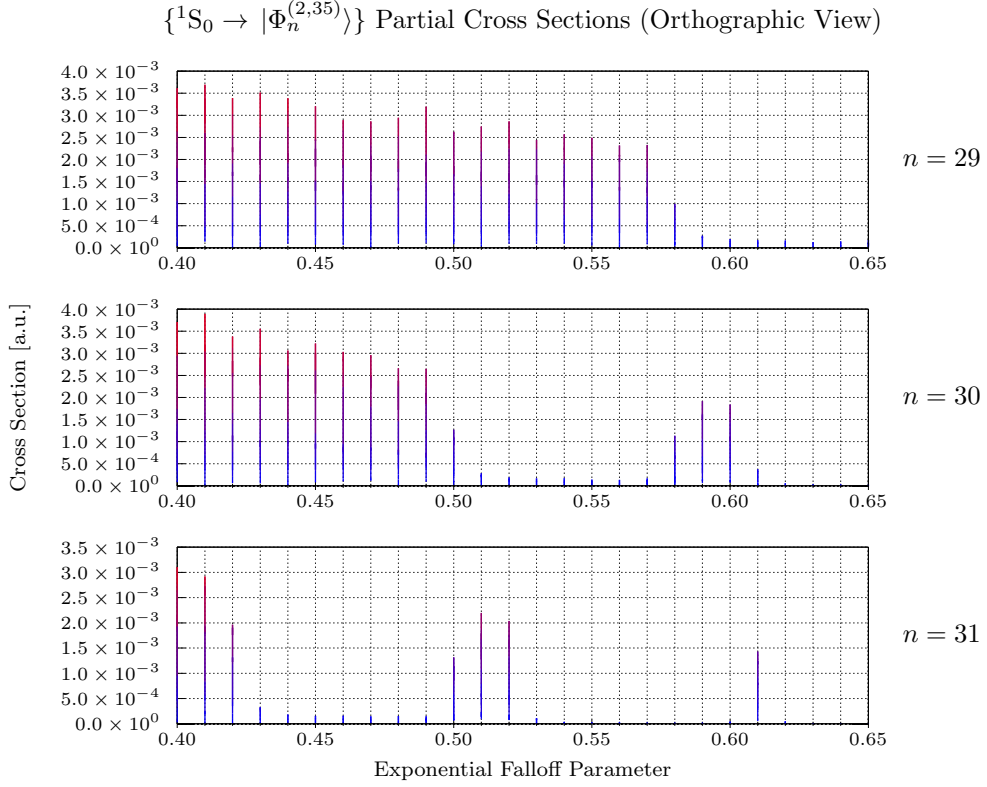 {¹S₀ → |Φₙ^(2,35)⟩} Partial Cross Sections (Orthographic View)
4.0 × 10⁻³
3.5 × 10⁻³
3.0 × 10⁻³
2.5 × 10⁻³
2.0 × 10⁻³
1.5 × 10⁻³
1.0 × 10⁻³
5.0 × 10⁻⁴
0.0 × 10⁰
0.40 0.45 0.50 0.55 0.60 0.65
n = 29
4.0 × 10⁻³
3.5 × 10⁻³
3.0 × 10⁻³
2.5 × 10⁻³
2.0 × 10⁻³
1.5 × 10⁻³
1.0 × 10⁻³
5.0 × 10⁻⁴
0.0 × 10⁰
0.40 0.45 0.50 0.55 0.60 0.65
n = 30
Cross Section [a.u.]
3.5 × 10⁻³
3.0 × 10⁻³
2.5 × 10⁻³
2.0 × 10⁻³
1.5 × 10⁻³
1.0 × 10⁻³
5.0 × 10⁻⁴
0.0 × 10⁰
0.40 0.45 0.50 0.55 0.60 0.65
n = 31
Exponential Falloff Parameter